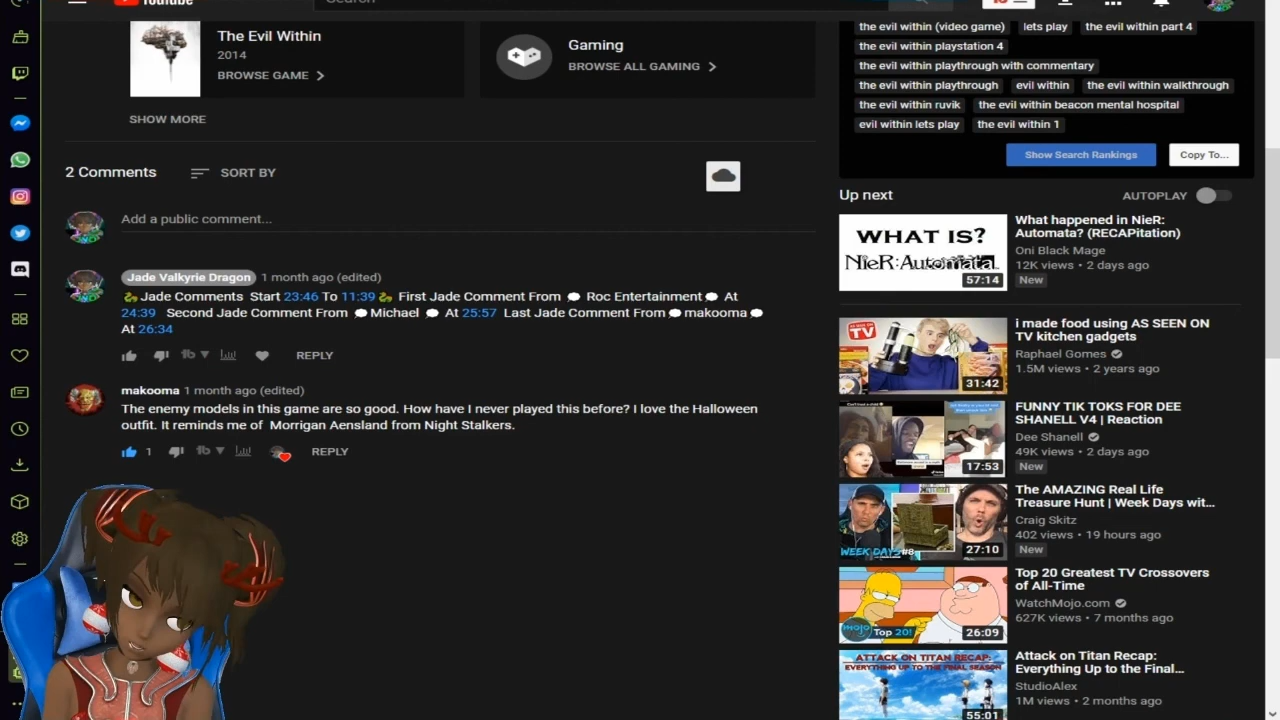 YouTube
Search
The Evil Within
2014
BROWSE GAME
Gaming
BROWSE ALL GAMING
SHOW MORE
2 Comments
SORT BY
Add a public comment...
Jade Valkyrie Dragon 1 month ago (edited)
Jade Comments Start 23:46 To 11:39 First Jade Comment From Roc Entertainment At
24:39 Second Jade Comment From Michael At 25:57 Last Jade Comment From makooma
At 26:34
REPLY
makooma 1 month ago (edited)
The enemy models in this game are so good. How have I never played this before? I love the Halloween
outfit. It reminds me of Morrigan Aensland from Night Stalkers.
1
REPLY
the evil within (video game) lets play the evil within part 4
the evil within playstation 4
the evil within playthrough with commentary
the evil within playthrough evil within the evil within walkthrough
the evil within ruvik the evil within beacon mental hospital
evil within lets play the evil within 1
Show Search Rankings Copy To...
Up next AUTOPLAY
WHAT IS?
NieR:Automata
57:14
What happened in NieR:
Automata? (RECAPitation)
Oni Black Mage
12K views • 2 days ago
New
AS SEEN ON
TV
31:42
i made food using AS SEEN ON
TV kitchen gadgets
Raphael Gomes
1.5M views • 2 years ago
17:53
FUNNY TIK TOKS FOR DEE
SHANELL V4 | Reaction
Dee Shanell
49K views • 2 days ago
New
WEEK DAYS #8
27:10
The AMAZING Real Life
Treasure Hunt | Week Days wit...
Craig Skitz
402 views • 19 hours ago
New
mojo
Top 20!
26:09
Top 20 Greatest TV Crossovers
of All-Time
WatchMojo.com
627K views • 7 months ago
ATTACK ON TITAN RECAP:
EVERYTHING UP TO THE FINAL SEASON
55:01
Attack on Titan Recap:
Everything Up to the Final...
StudioAlex
1M views • 2 months ago